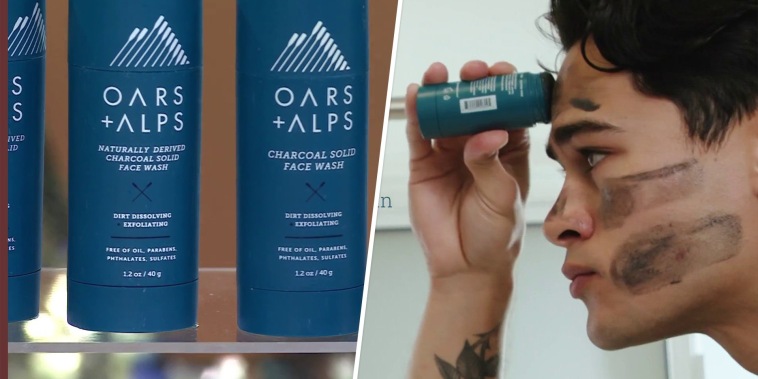 S
S
OARS
+ALPS
NATURALLY DERIVED
CHARCOAL SOLID
FACE WASH
DIRT DISSOLVING
+ EXFOLIATING
FREE OF OIL, PARABENS,
PHTHALATES, SULFATES
1.2 oz / 40 g
OARS
+ALPS
CHARCOAL SOLID
FACE WASH
DIRT DISSOLVING
+ EXFOLIATING
FREE OF OIL, PARABENS,
PHTHALATES, SULFATES
1.2 oz / 40 g
n